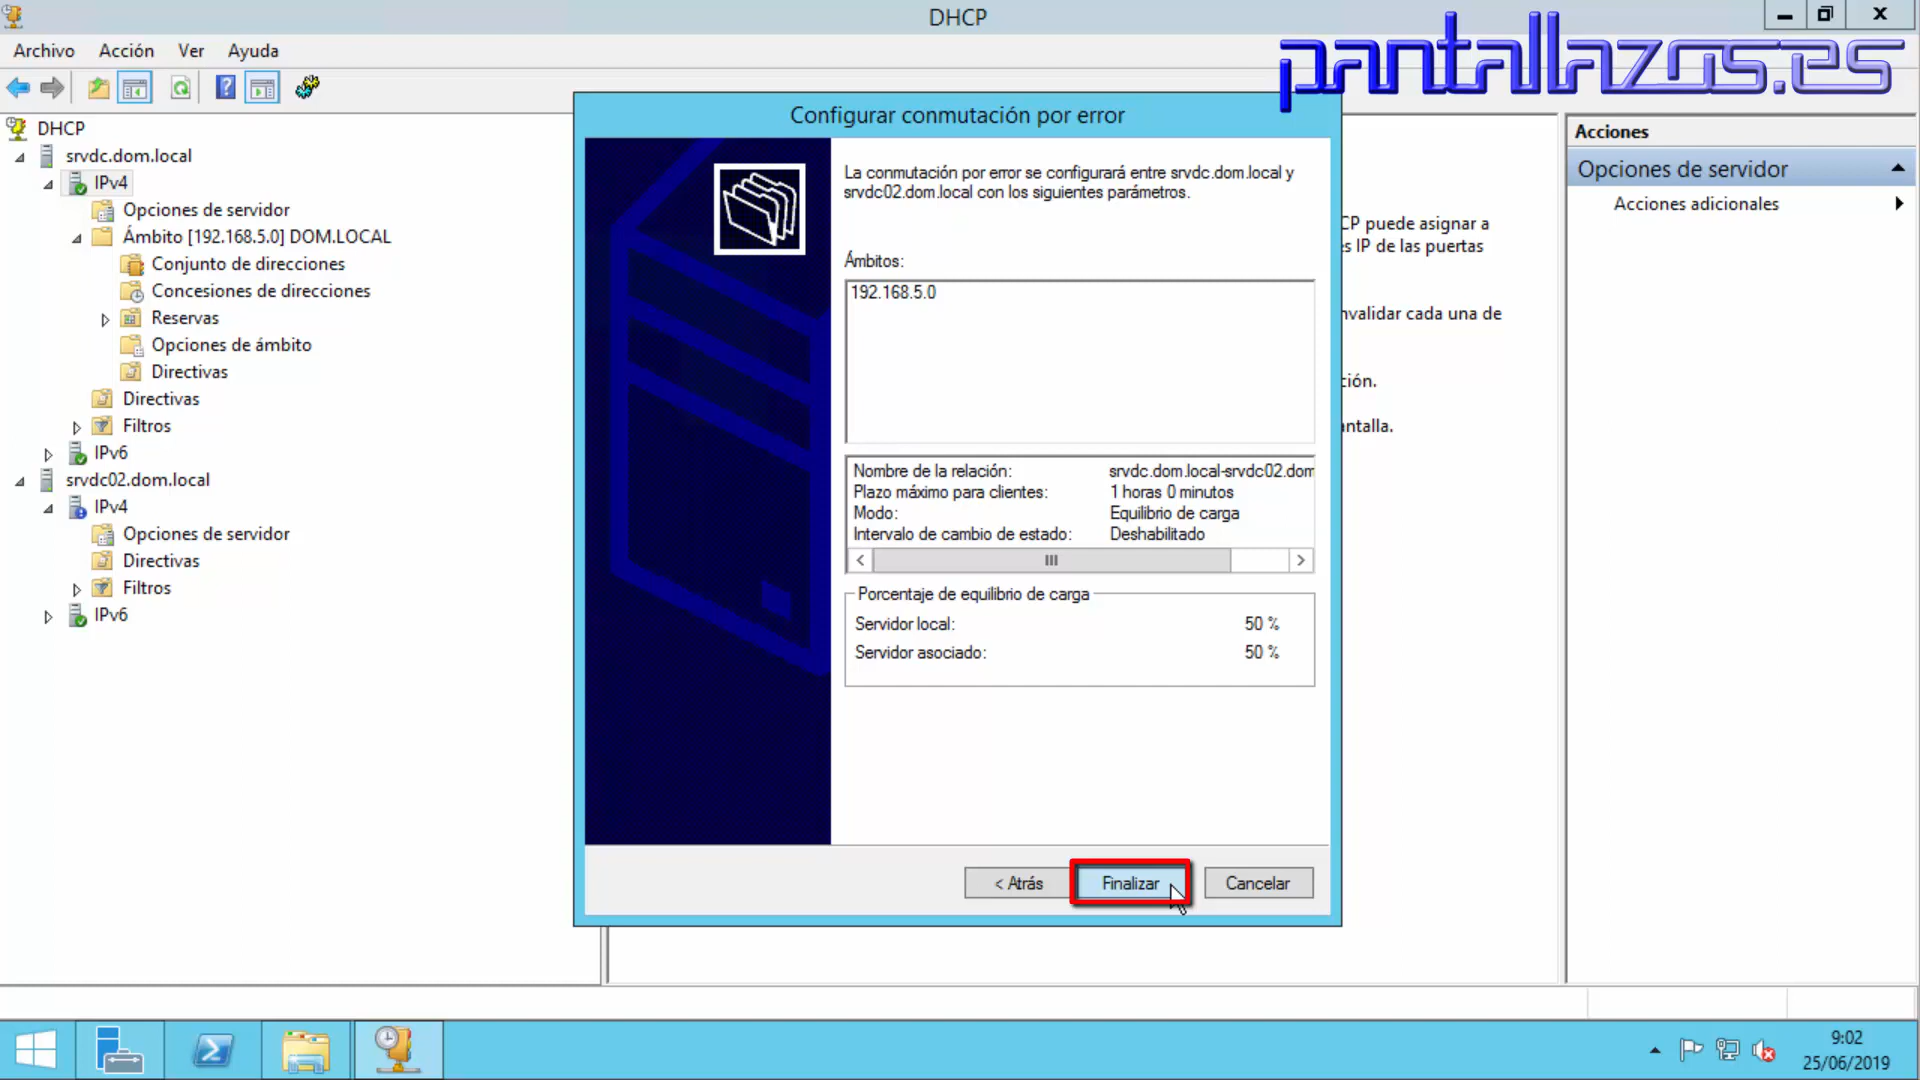 DHCP
pantallazos.es
Archivo Acción Ver Ayuda
DHCP
srvdc.dom.local
IPv4
Opciones de servidor
Ámbito [192.168.5.0] DOM.LOCAL
Conjunto de direcciones
Concesiones de direcciones
Reservas
Opciones de ámbito
Directivas
Directivas
Filtros
IPv6
srvdc02.dom.local
IPv4
Opciones de servidor
Directivas
Filtros
IPv6
Configurar conmutación por error
La conmutación por error se configurará entre srvdc.dom.local y
srvdc02.dom.local con los siguientes parámetros.
Ámbitos:
192.168.5.0
Nombre de la relación: srvdc.dom.local-srvdc02.dom
Plazo máximo para clientes: 1 horas 0 minutos
Modo: Equilibrio de carga
Intervalo de cambio de estado: Deshabilitado
Porcentaje de equilibrio de carga
Servidor local: 50 %
Servidor asociado: 50 %
< Atrás Finalizar Cancelar
CP puede asignar a
s IP de las puertas
nvalidar cada una de
ción.
ntalla.
Acciones
Opciones de servidor
Acciones adicionales
9:02
25/06/2019